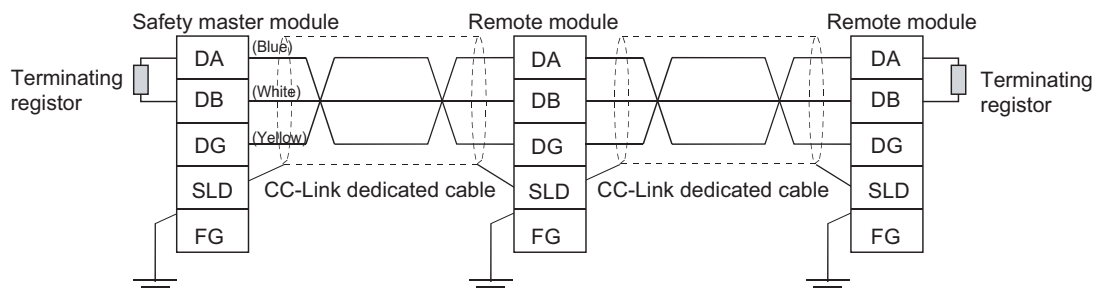 Safety master module
Remote module
Remote module
Terminating
registor
DA
(Blue)
DB
(White)
DG
(Yellow)
SLD
FG
CC-Link dedicated cable
DA
DB
DG
SLD
FG
CC-Link dedicated cable
DA
DB
DG
SLD
FG
Terminating
registor